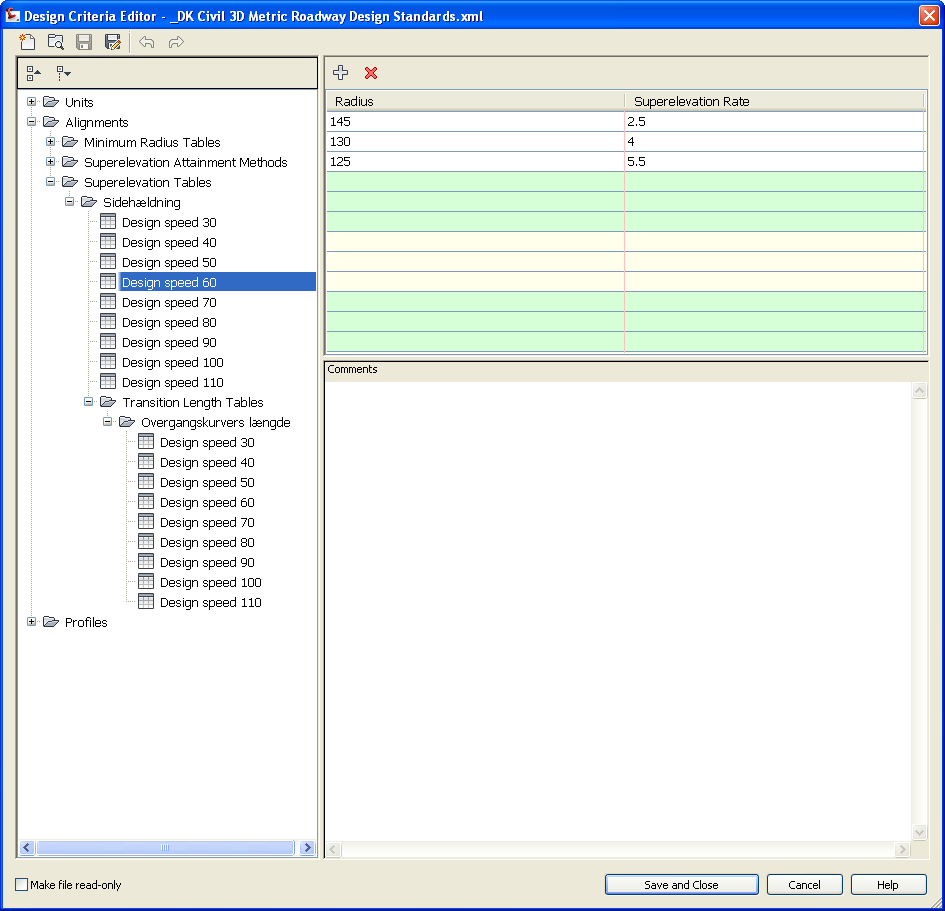 Design Criteria Editor - _DK Civil 3D Metric Roadway Design Standards.xml
Units
Alignments
Minimum Radius Tables
Superelevation Attainment Methods
Superelevation Tables
Sidehældning
Design speed 30
Design speed 40
Design speed 50
Design speed 60
Design speed 70
Design speed 80
Design speed 90
Design speed 100
Design speed 110
Transition Length Tables
Overgangskurvers længde
Design speed 30
Design speed 40
Design speed 50
Design speed 60
Design speed 70
Design speed 80
Design speed 90
Design speed 100
Design speed 110
Profiles
Radius Superelevation Rate
145 2.5
130 4
125 5.5
Comments
Make file read-only
Save and Close Cancel Help